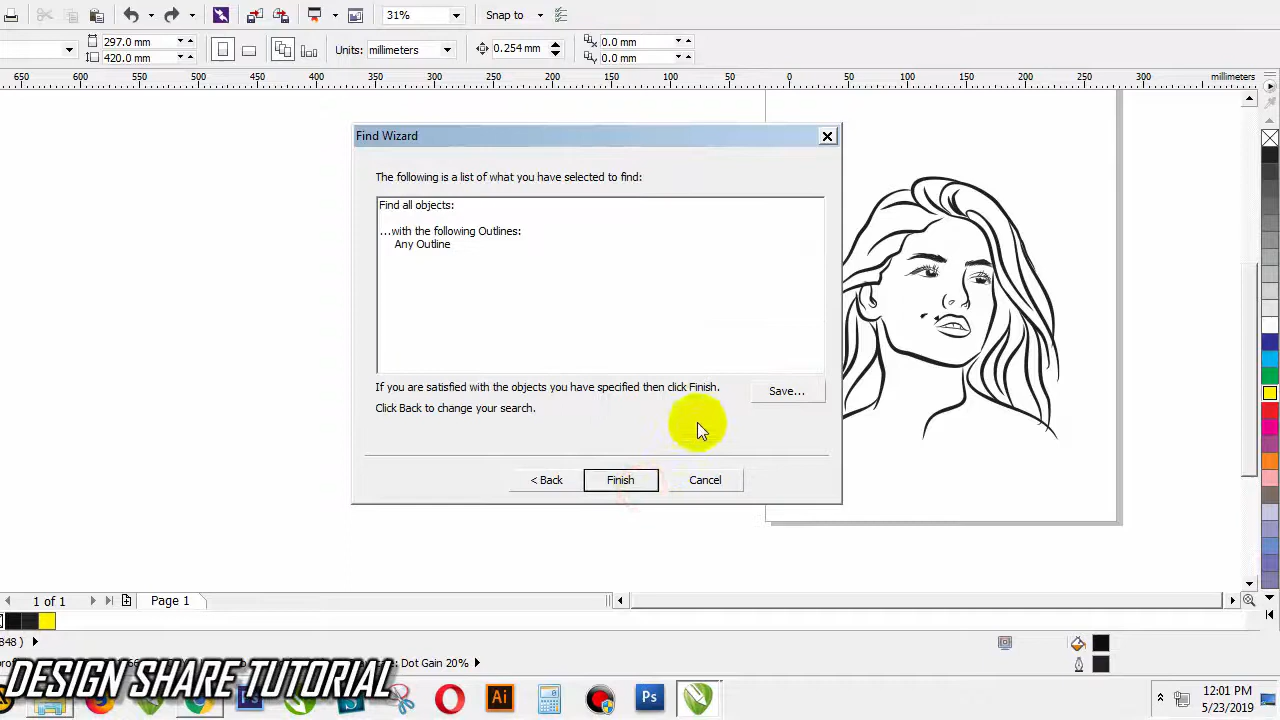 31%
Snap to
297.0 mm
420.0 mm
Units: millimeters
0.254 mm
0.0 mm
0.0 mm
650 500 450 400 350 300 250 200 150 100 50 0 50 100 150 200 250 300 millimeters
Find Wizard
The following is a list of what you have selected to find:
Find all objects:
...with the following Outlines:
Any Outline
If you are satisfied with the objects you have specified then click Finish.
Save...
Click Back to change your search.
< Back
Finish
Cancel
1 of 1
Page 1
848 )
Dot Gain 20%
DESIGN SHARE TUTORIAL
Ai
Ps
12:01 PM
5/23/2019